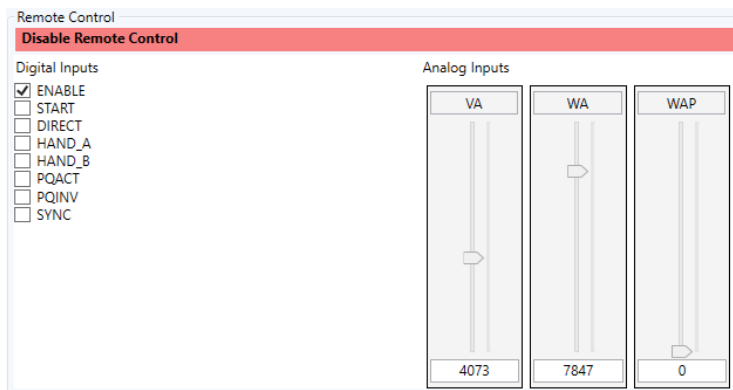 Remote Control
Disable Remote Control
Digital Inputs
ENABLE
START
DIRECT
HAND_A
HAND_B
PQACT
PQINV
SYNC
Analog Inputs
VA WA WAP
4073 7847 0